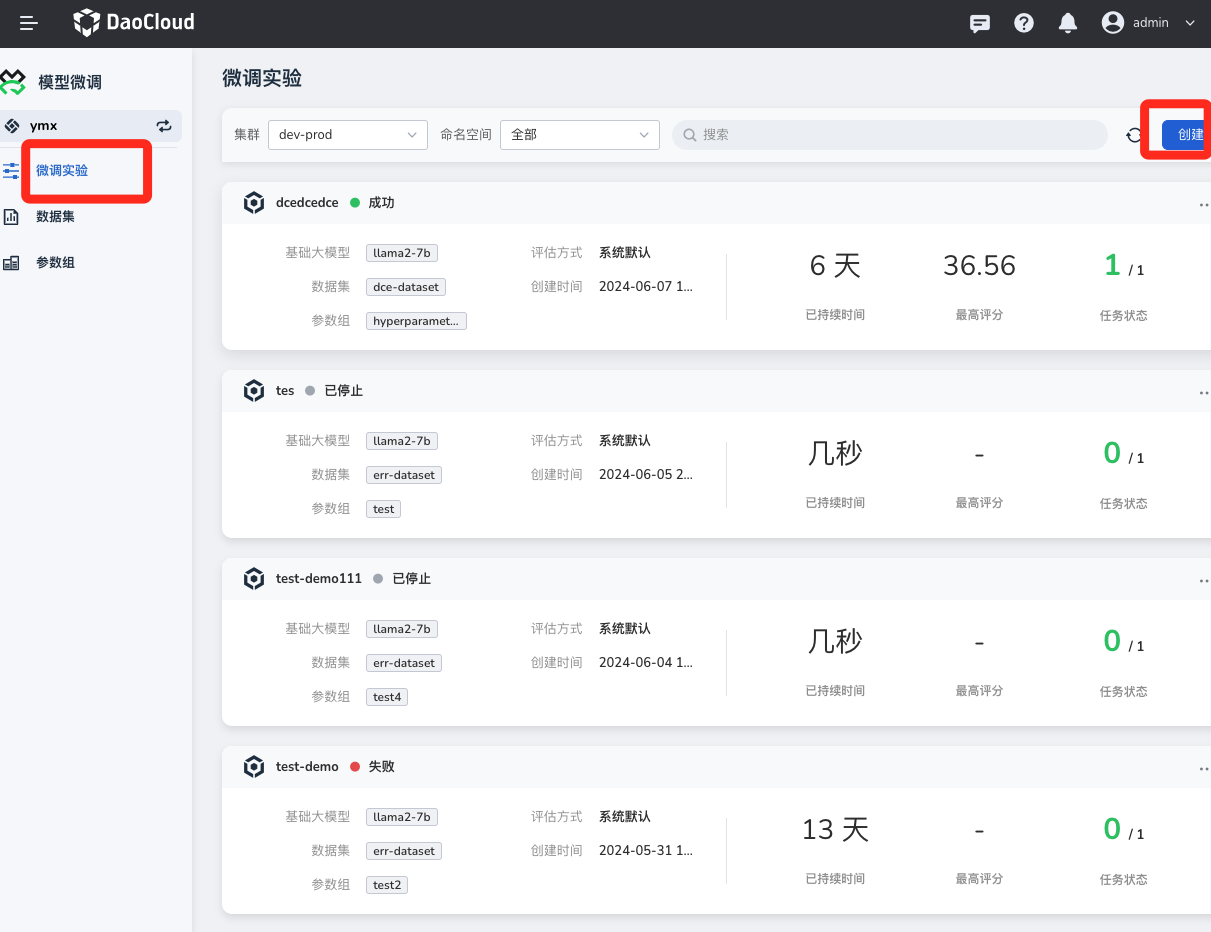 DaoCloud
admin
模型微调
ymx
微调实验
数据集
参数组
微调实验
集群 dev-prod 命名空间 全部 搜索 创建
dcedcedce 成功
基础大模型 llama2-7b 评估方式 系统默认
数据集 dce-dataset 创建时间 2024-06-07 1...
参数组 hyperparamet...
6 天 36.56 1 / 1
已持续时间 最高评分 任务状态
tes 已停止
基础大模型 llama2-7b 评估方式 系统默认
数据集 err-dataset 创建时间 2024-06-05 2...
参数组 test
几秒 - 0 / 1
已持续时间 最高评分 任务状态
test-demo111 已停止
基础大模型 llama2-7b 评估方式 系统默认
数据集 err-dataset 创建时间 2024-06-04 1...
参数组 test4
几秒 - 0 / 1
已持续时间 最高评分 任务状态
test-demo 失败
基础大模型 llama2-7b 评估方式 系统默认
数据集 err-dataset 创建时间 2024-05-31 1...
参数组 test2
13 天 - 0 / 1
已持续时间 最高评分 任务状态